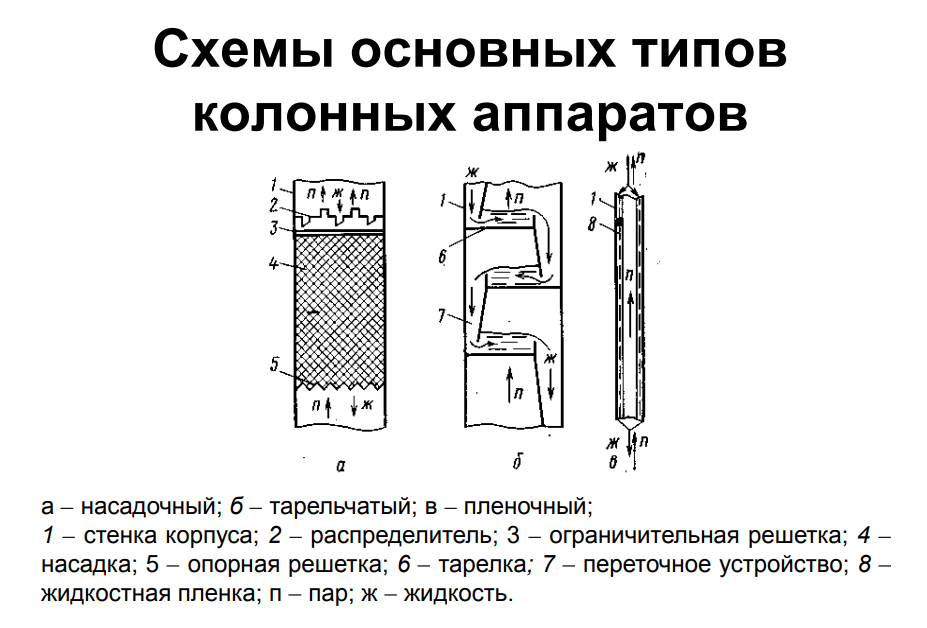 Схемы основных типов
колонных аппаратов
1 п ж п
2
3
4
5
п ж
а
ж
1 п
6
7
ж
п
б
ж п
1
8
п
ж п
в
а – насадочный; б – тарельчатый; в – пленочный;
1 – стенка корпуса; 2 – распределитель; 3 – ограничительная решетка; 4 –
насадка; 5 – опорная решетка; 6 – тарелка; 7 – переточное устройство; 8 –
жидкостная пленка; п – пар; ж – жидкость.